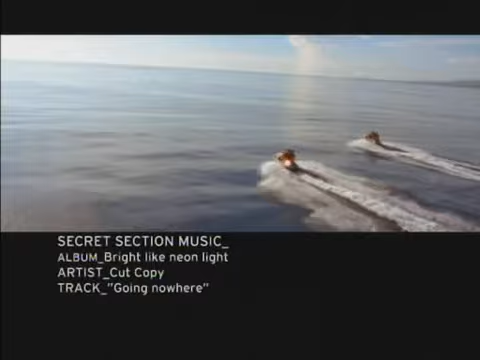 SECRET SECTION MUSIC_
ALBUM_Bright like neon light
ARTIST_Cut Copy
TRACK_"Going nowhere"